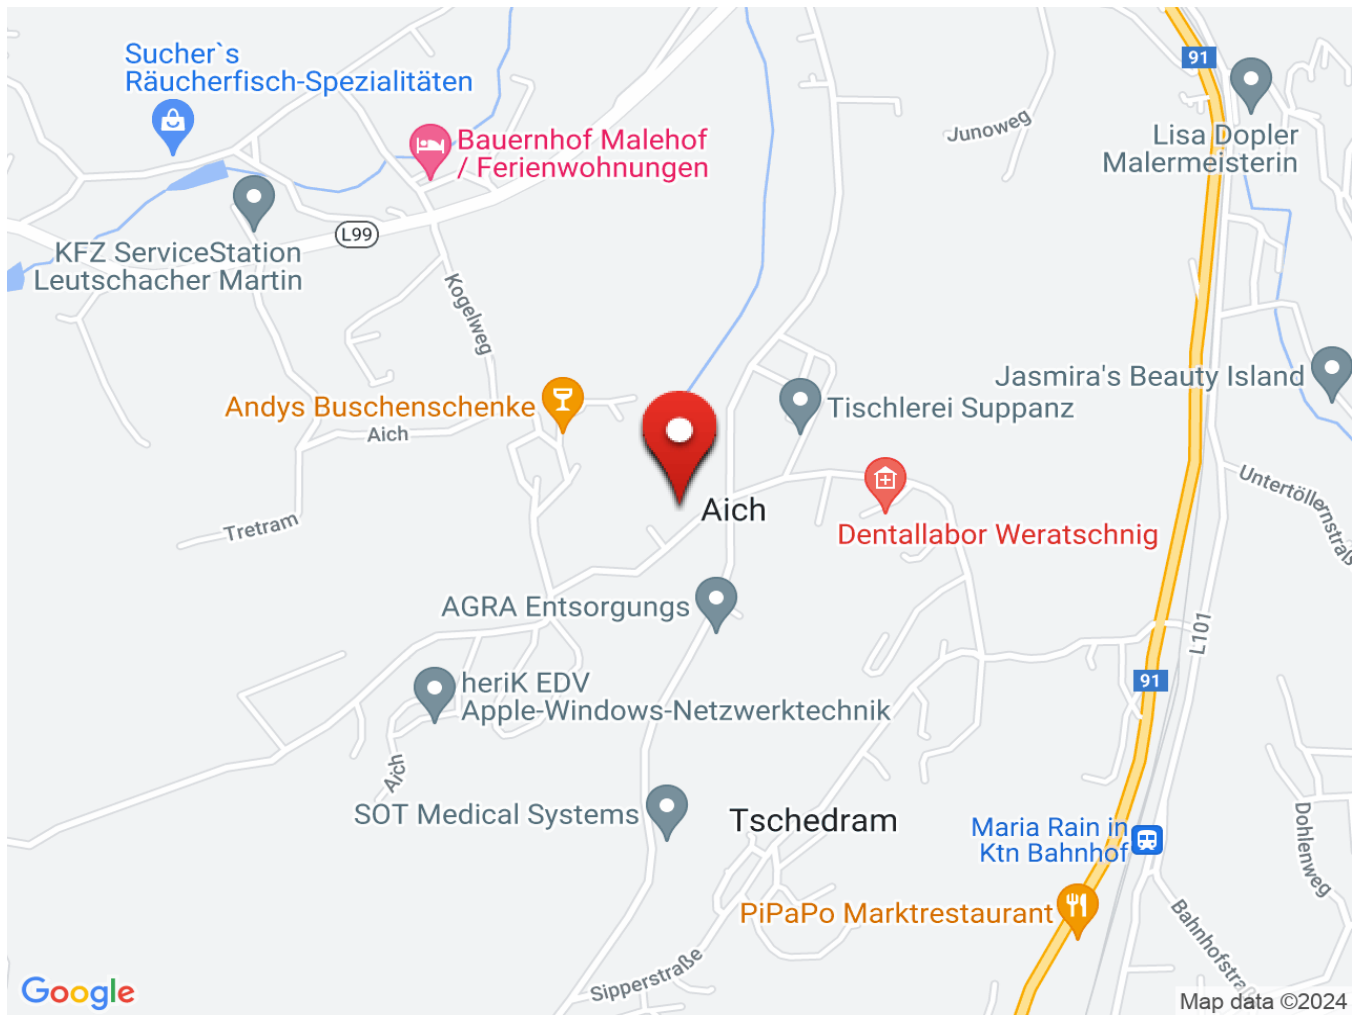 Sucher`s
Räucherfisch-Spezialitäten
91
Lisa Dopler
Malermeisterin
Junoweg
Bauernhof Malehof
/ Ferienwohnungen
L99
KFZ ServiceStation
Leutschacher Martin
Kogelweg
Jasmira's Beauty Island
Andys Buschenschenke
Aich
Tischlerei Suppanz
Untertöllernstraß
Tretram
Aich
Dentallabor Weratschnig
AGRA Entsorgungs
L101
heriK EDV
Apple-Windows-Netzwerktechnik
91
Aich
SOT Medical Systems
Tschedram
Maria Rain in
Ktn Bahnhof
Dohlenweg
PiPaPo Marktrestaurant
Bahnhofstraß
Sipperstraße
Google
Map data ©2024